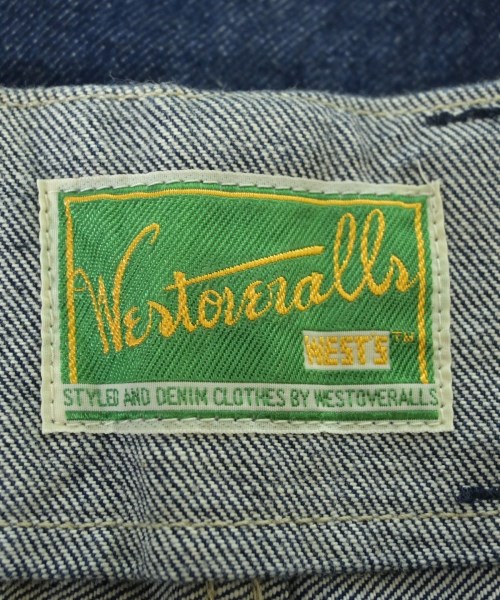 Westoveralls
WEST'S™
STYLED AND DENIM CLOTHES BY WESTOVERALLS